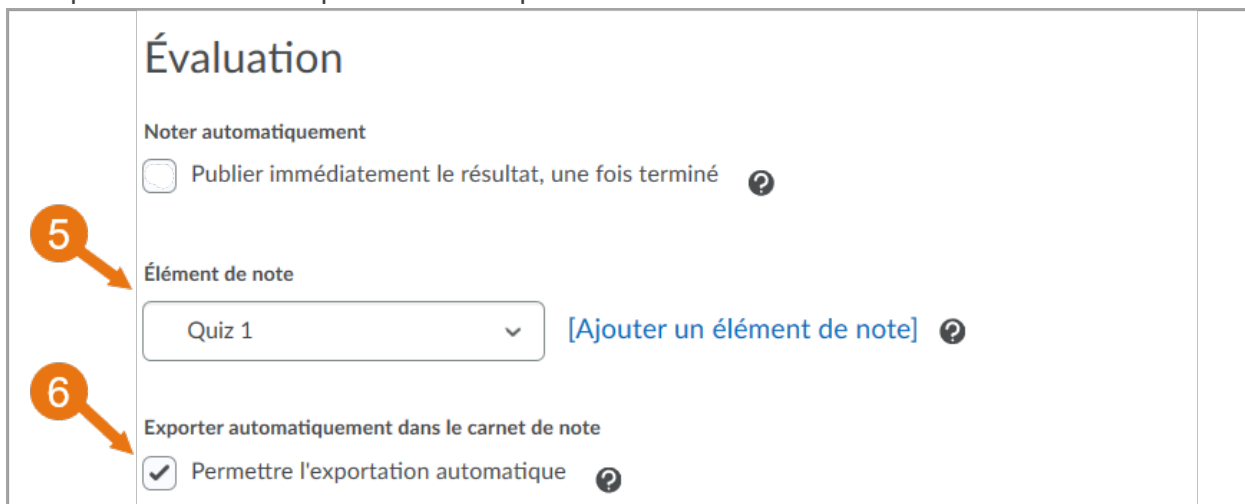 Évaluation
Noter automatiquement
Publier immédiatement le résultat, une fois terminé
5
Élément de note
Quiz 1 [Ajouter un élément de note]
6
Exporter automatiquement dans le carnet de note
Permettre l'exportation automatique